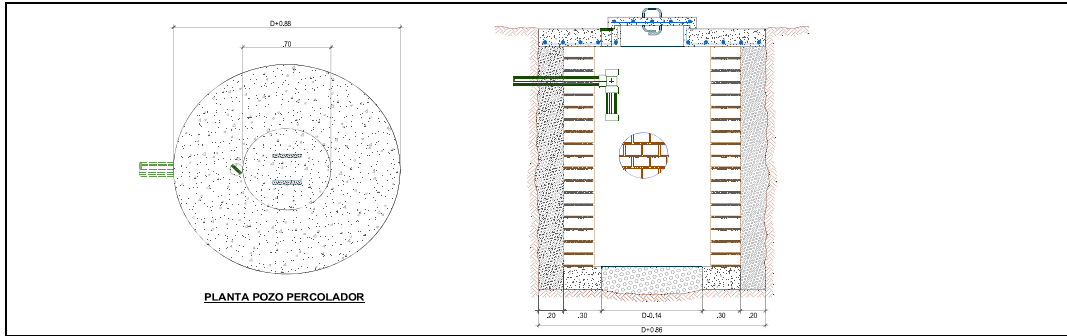 D+0.88
.70
PLANTA POZO PERCOLADOR
.20 .30 D-0.14 .30 .20
D+0.86